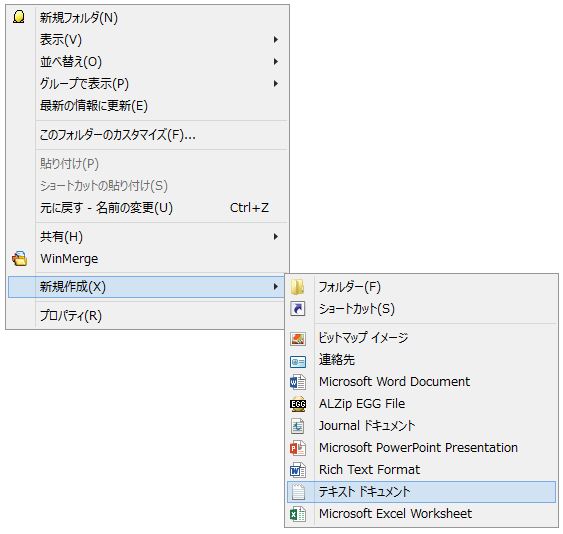 新規フォルダ(N)
表示(V)
並べ替え(O)
グループで表示(P)
最新の情報に更新(E)
このフォルダーのカスタマイズ(F)...
貼り付け(P)
ショートカットの貼り付け(S)
元に戻す - 名前の変更(U) Ctrl+Z
共有(H)
WinMerge
新規作成(X)
プロパティ(R)
フォルダー(F)
ショートカット(S)
ビットマップ イメージ
連絡先
Microsoft Word Document
EGG ALZip EGG File
Journal ドキュメント
Microsoft PowerPoint Presentation
Rich Text Format
テキスト ドキュメント
Microsoft Excel Worksheet